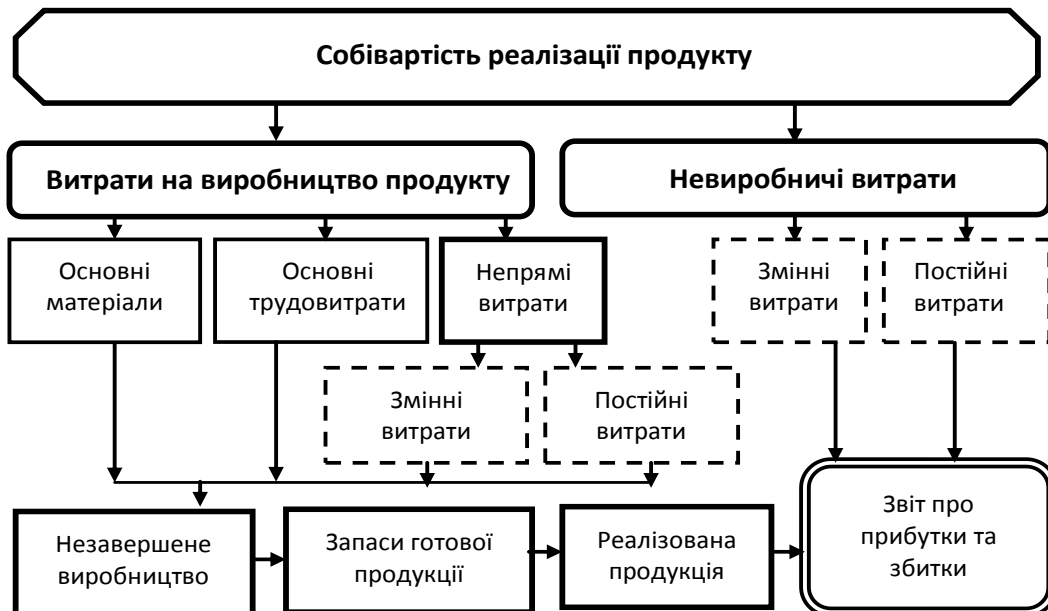 Собівартість реалізації продукту
Витрати на виробництво продукту
Невиробничі витрати
Основні
матеріали
Основні
трудовитрати
Непрямі
витрати
Змінні
витрати
Постійні
витрати
Змінні
витрати
Постійні
витрати
Незавершене
виробництво
Запаси готової
продукції
Реалізована
продукція
Звіт про
прибутки та
збитки